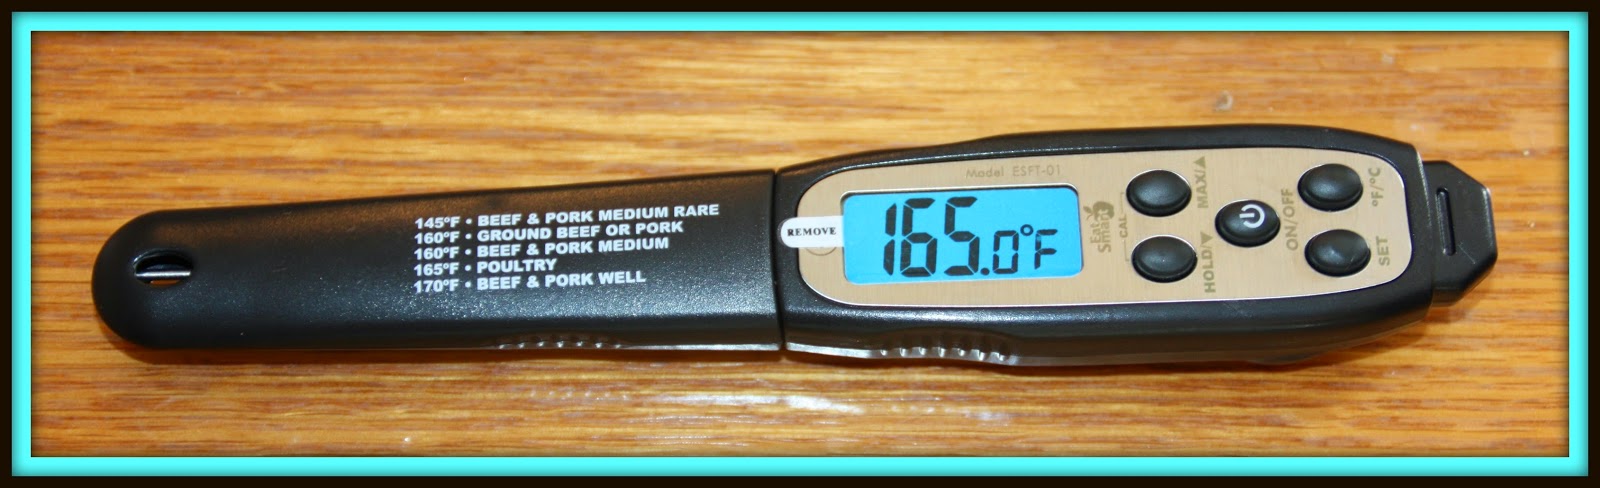 145°F • BEEF & PORK MEDIUM RARE
160°F • GROUND BEEF OR PORK
160°F • BEEF & PORK MEDIUM
165°F • POULTRY
170°F • BEEF & PORK WELL
REMOVE
Model ESFT-01
165.0°F
Eat
Smart
CAL
HOLD/▼
MAX/▲
ON/OFF
SET
°F/°C